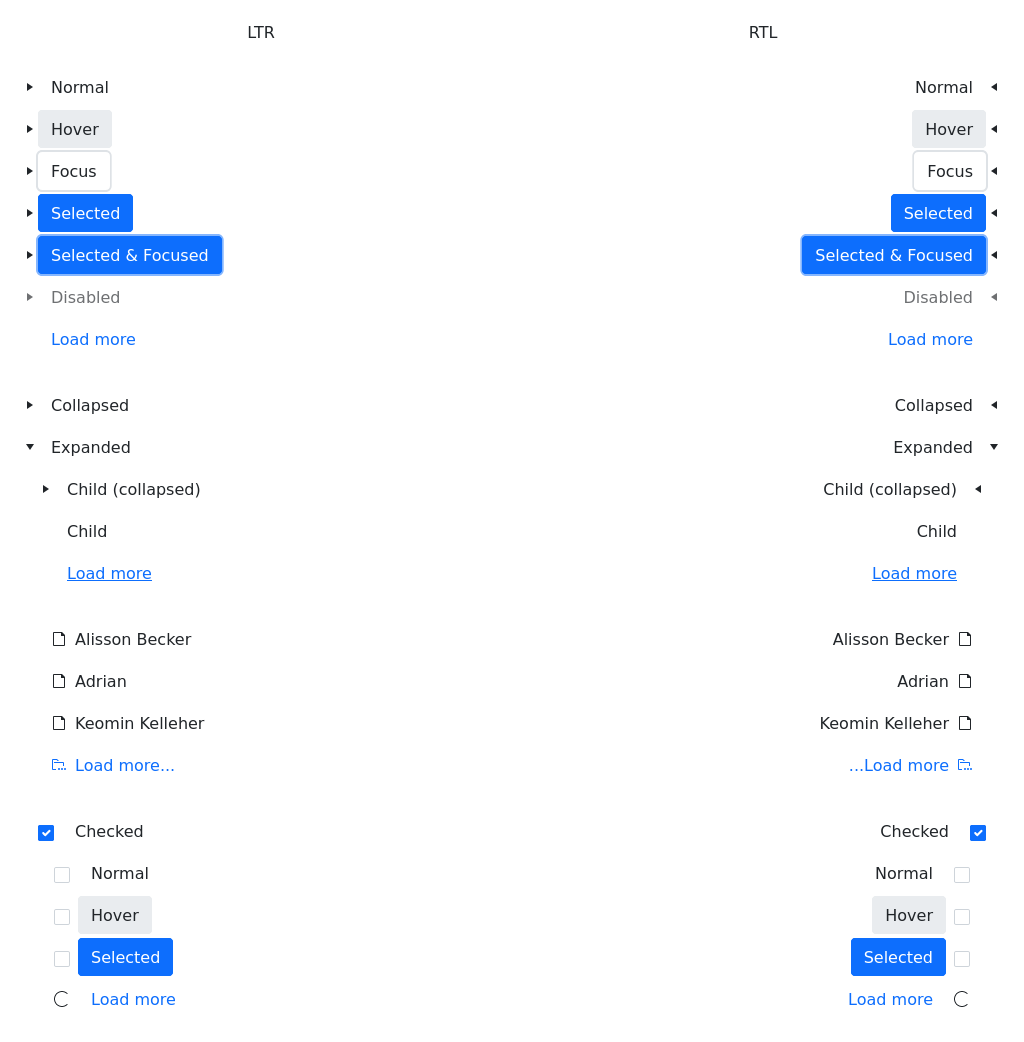 LTR
Normal
Hover
Focus
Selected
Selected & Focused
Disabled
Load more
Collapsed
Expanded
Child (collapsed)
Child
Load more
Alisson Becker
Adrian
Keomin Kelleher
Load more...
Checked
Normal
Hover
Selected
Load more
RTL
Normal
Hover
Focus
Selected
Selected & Focused
Disabled
Load more
Collapsed
Expanded
Child (collapsed)
Child
Load more
Alisson Becker
Adrian
Keomin Kelleher
...Load more
Checked
Normal
Hover
Selected
Load more